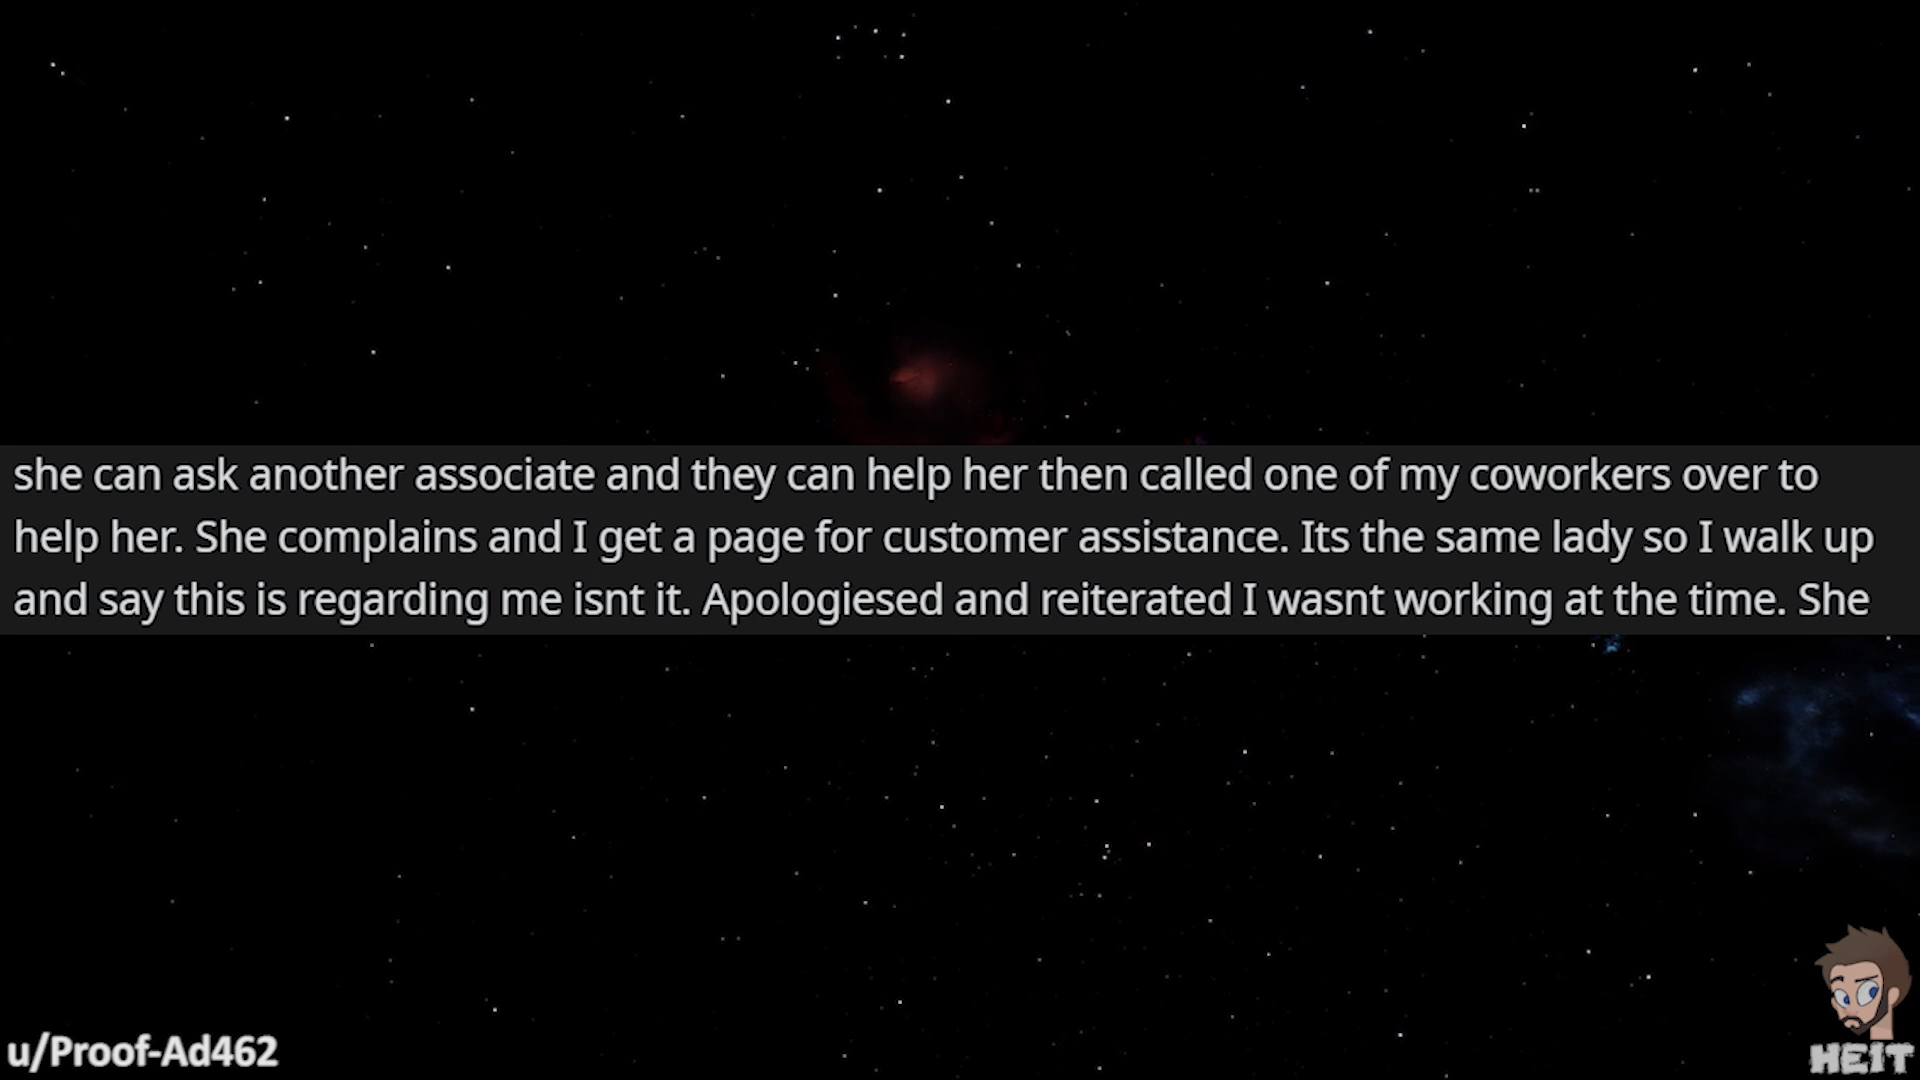 she can ask another associate and they can help her then called one of my coworkers over to
help her. She complains and I get a page for customer assistance. Its the same lady so I walk up
and say this is regarding me isnt it. Apologiesed and reiterated I wasnt working at the time. She
u/Proof-Ad462
HEIT